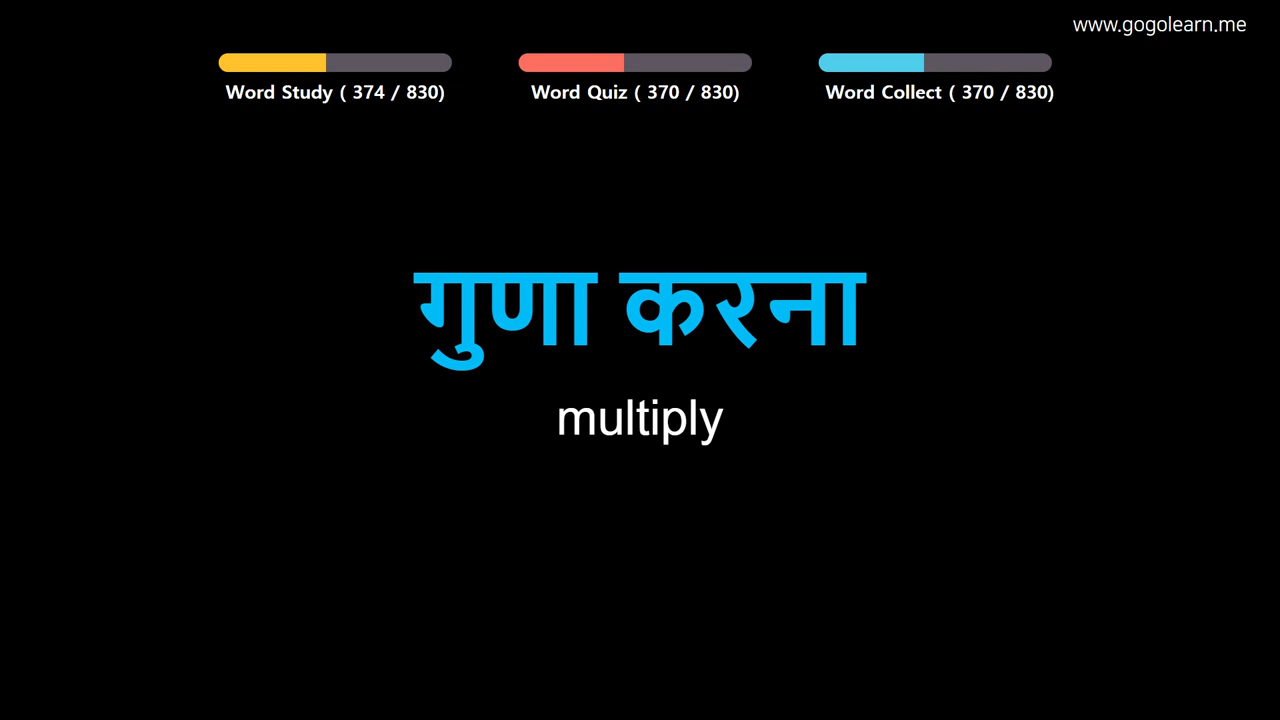 www.gogolearn.me
Word Study ( 374 / 830)
Word Quiz ( 370 / 830)
Word Collect ( 370 / 830)
गुणा करना
multiply